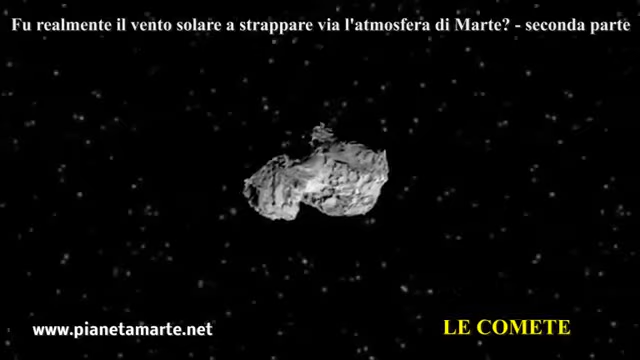 Fu realmente il vento solare a strappare via l'atmosfera di Marte? - seconda parte
www.pianetamarte.net
LE COMETE